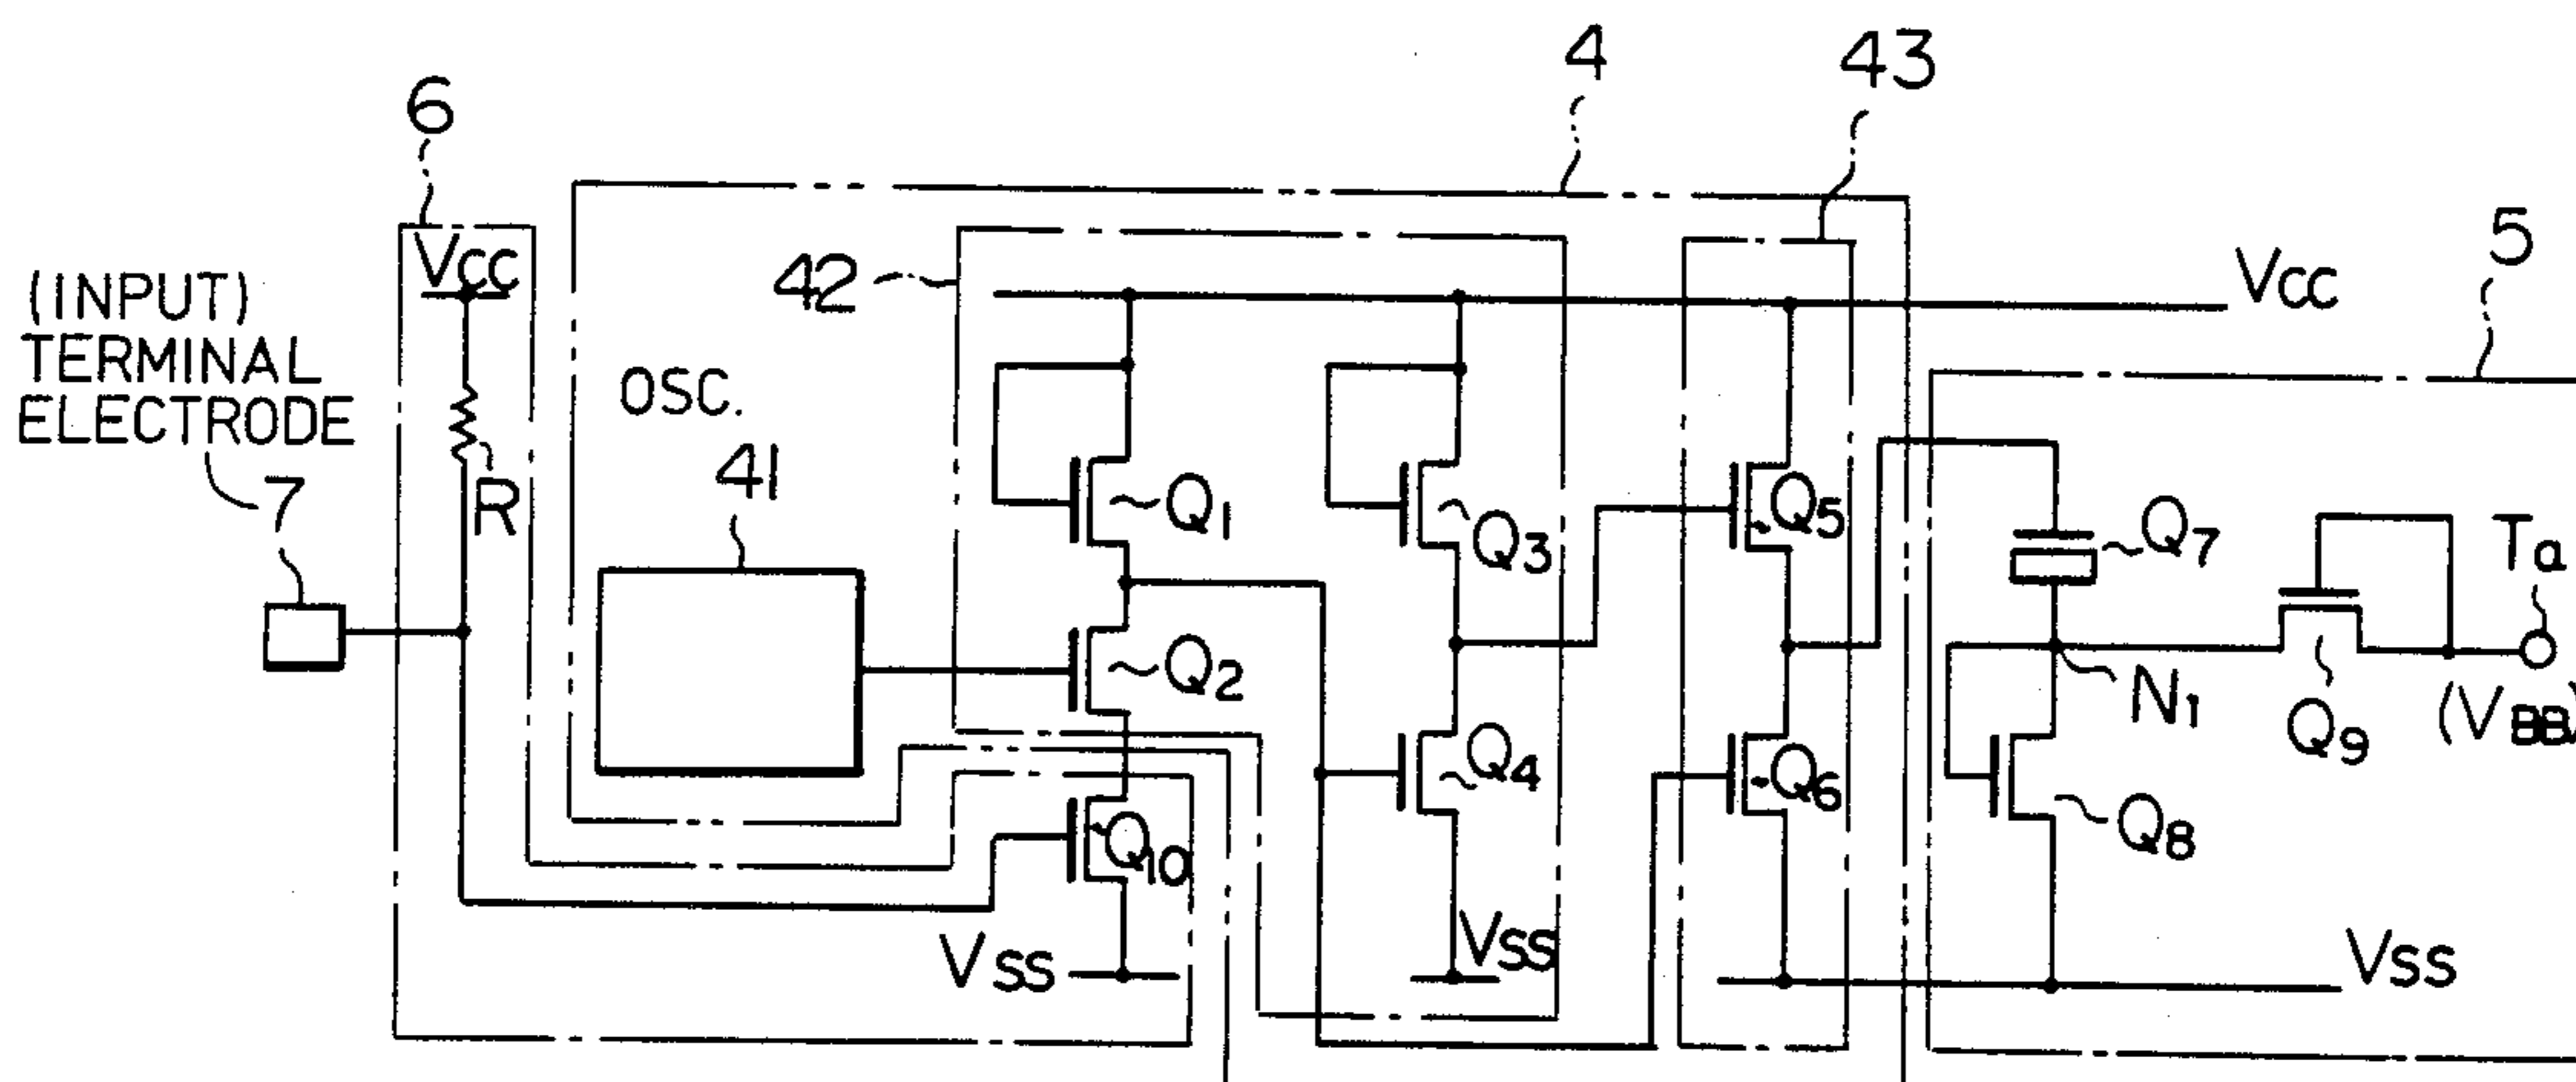 4
43
6
5
VCC
42
VCC
(INPUT)
TERMINAL
ELECTRODE
OSC.
41
7
R
Q1
Q3
Q5
Q7
Ta
Q2
N1
Q9
(VBB)
Q4
Q6
Q8
Q10
VSS
VSS
VSS